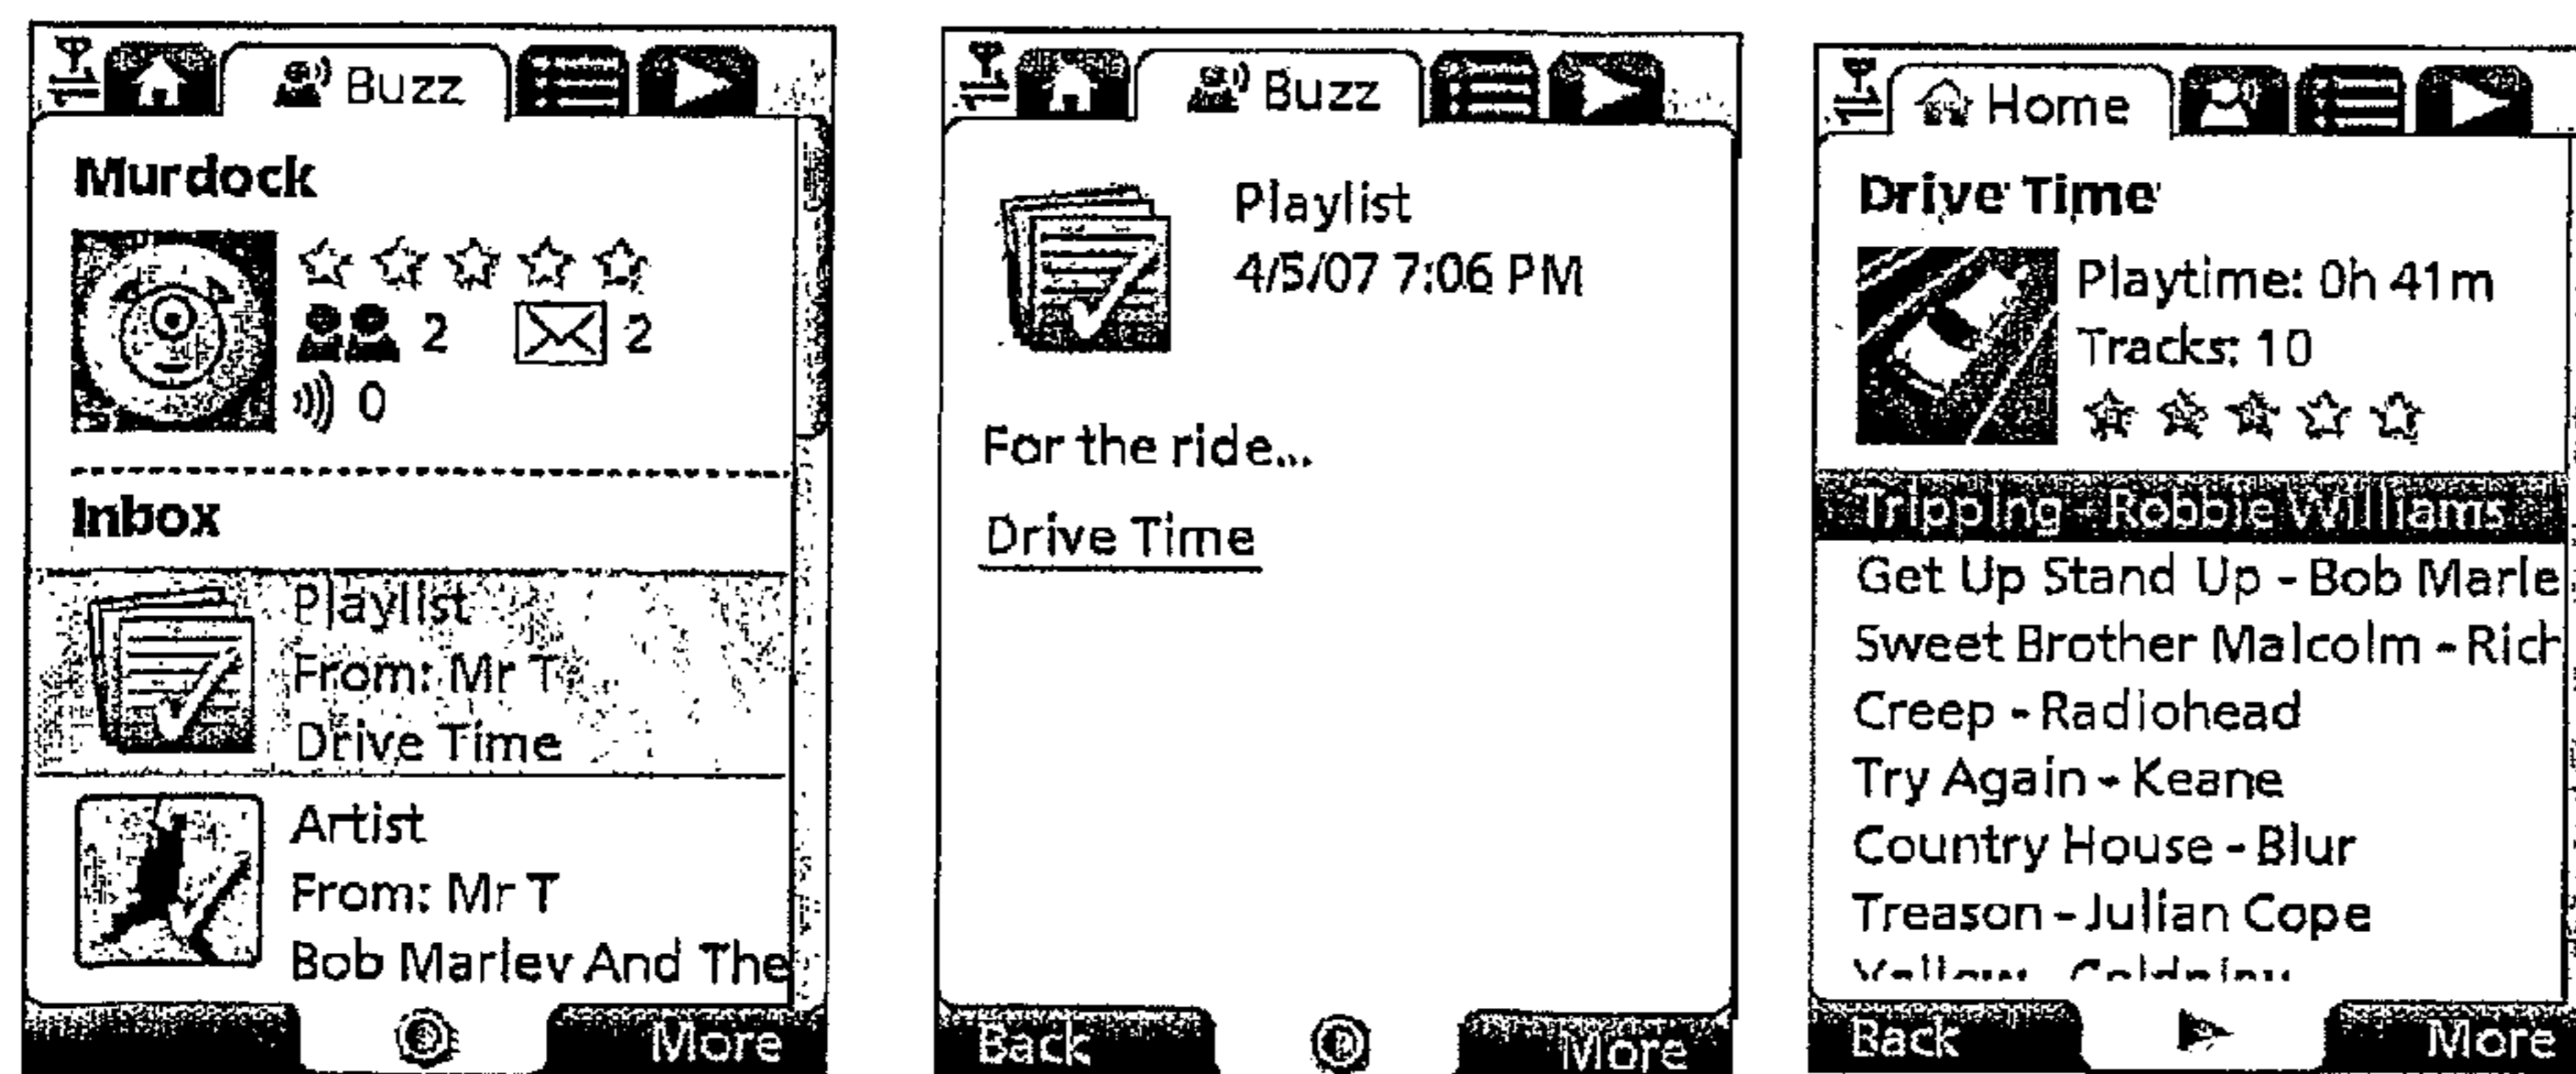 Buzz
Murdock
2 2
0
Inbox
Playlist
From: Mr T
Drive Time
Artist
From: Mr T
Bob Marley And The
More
Buzz
Playlist
4/5/07 7:06 PM
For the ride...
Drive Time
Back More
Home
Drive Time
Playtime: 0h 41m
Tracks: 10
Tripping - Robbie Williams
Get Up Stand Up - Bob Marle
Sweet Brother Malcolm - Rich
Creep - Radiohead
Try Again - Keane
Country House - Blur
Treason - Julian Cope
Yellow - Coldplay
Back More